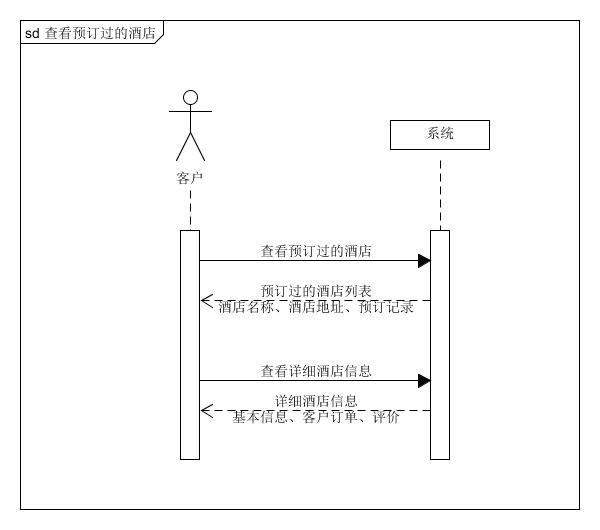 sd 查看预订过的酒店
系统
客户
查看预订过的酒店
预订过的酒店列表
酒店名称、酒店地址、预订记录
查看详细酒店信息
详细酒店信息
基本信息、客户订单、评价